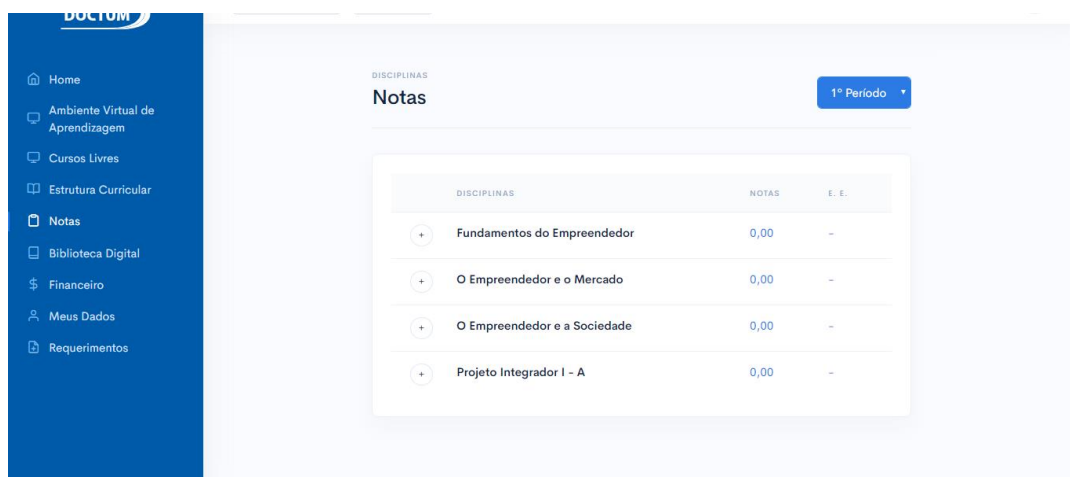 DOCTUM
Home
Ambiente Virtual de
Aprendizagem
Cursos Livres
Estrutura Curricular
Notas
Biblioteca Digital
Financeiro
Meus Dados
Requerimentos
DISCIPLINAS
Notas
1º Período
DISCIPLINAS NOTAS E. E.
+ Fundamentos do Empreendedor 0,00 -
+ O Empreendedor e o Mercado 0,00 -
+ O Empreendedor e a Sociedade 0,00 -
+ Projeto Integrador I - A 0,00 -